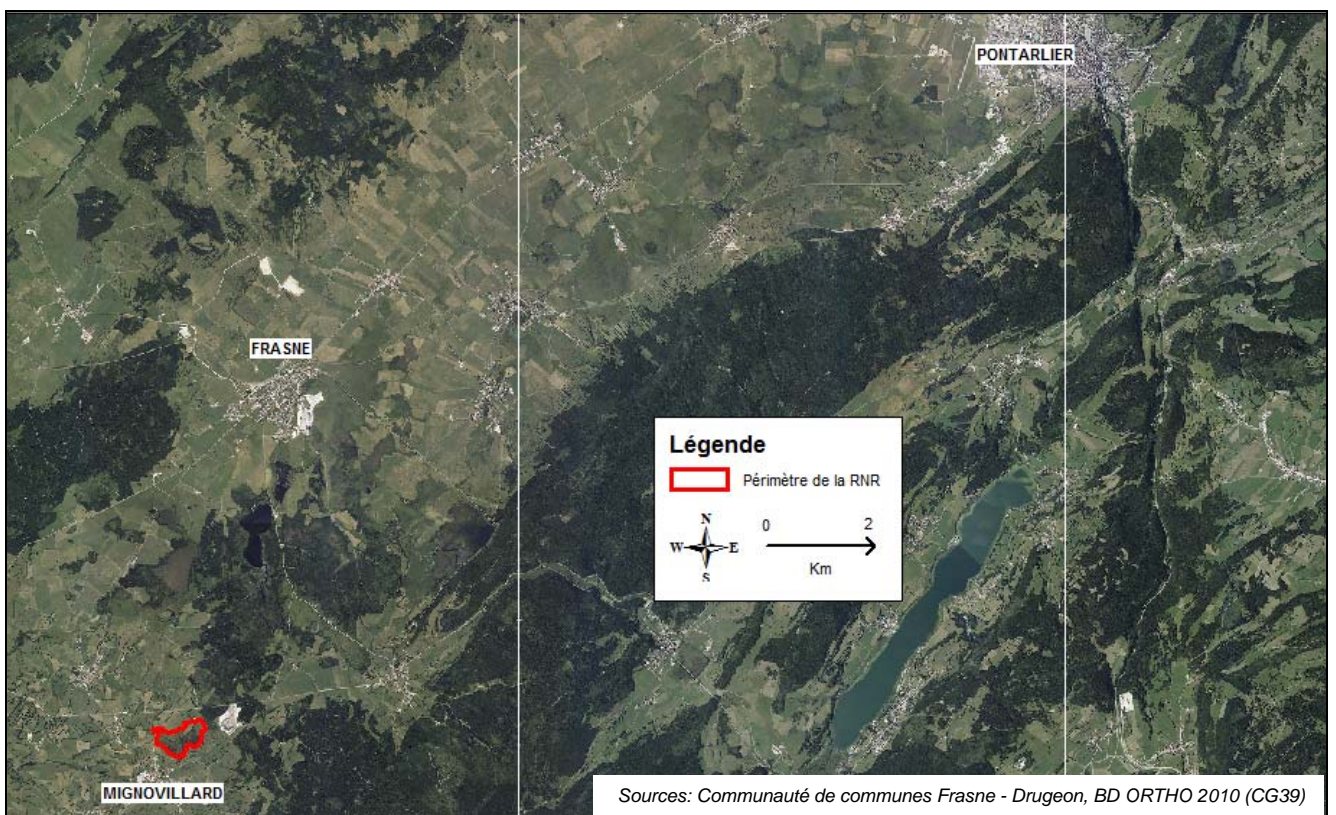 PONTARLIER
FRASNE
Légende
Périmètre de la RNR
N
W E
S
0 2
Km
MIGNOVILLARD
Sources: Communauté de communes Frasne - Drugeon, BD ORTHO 2010 (CG39)